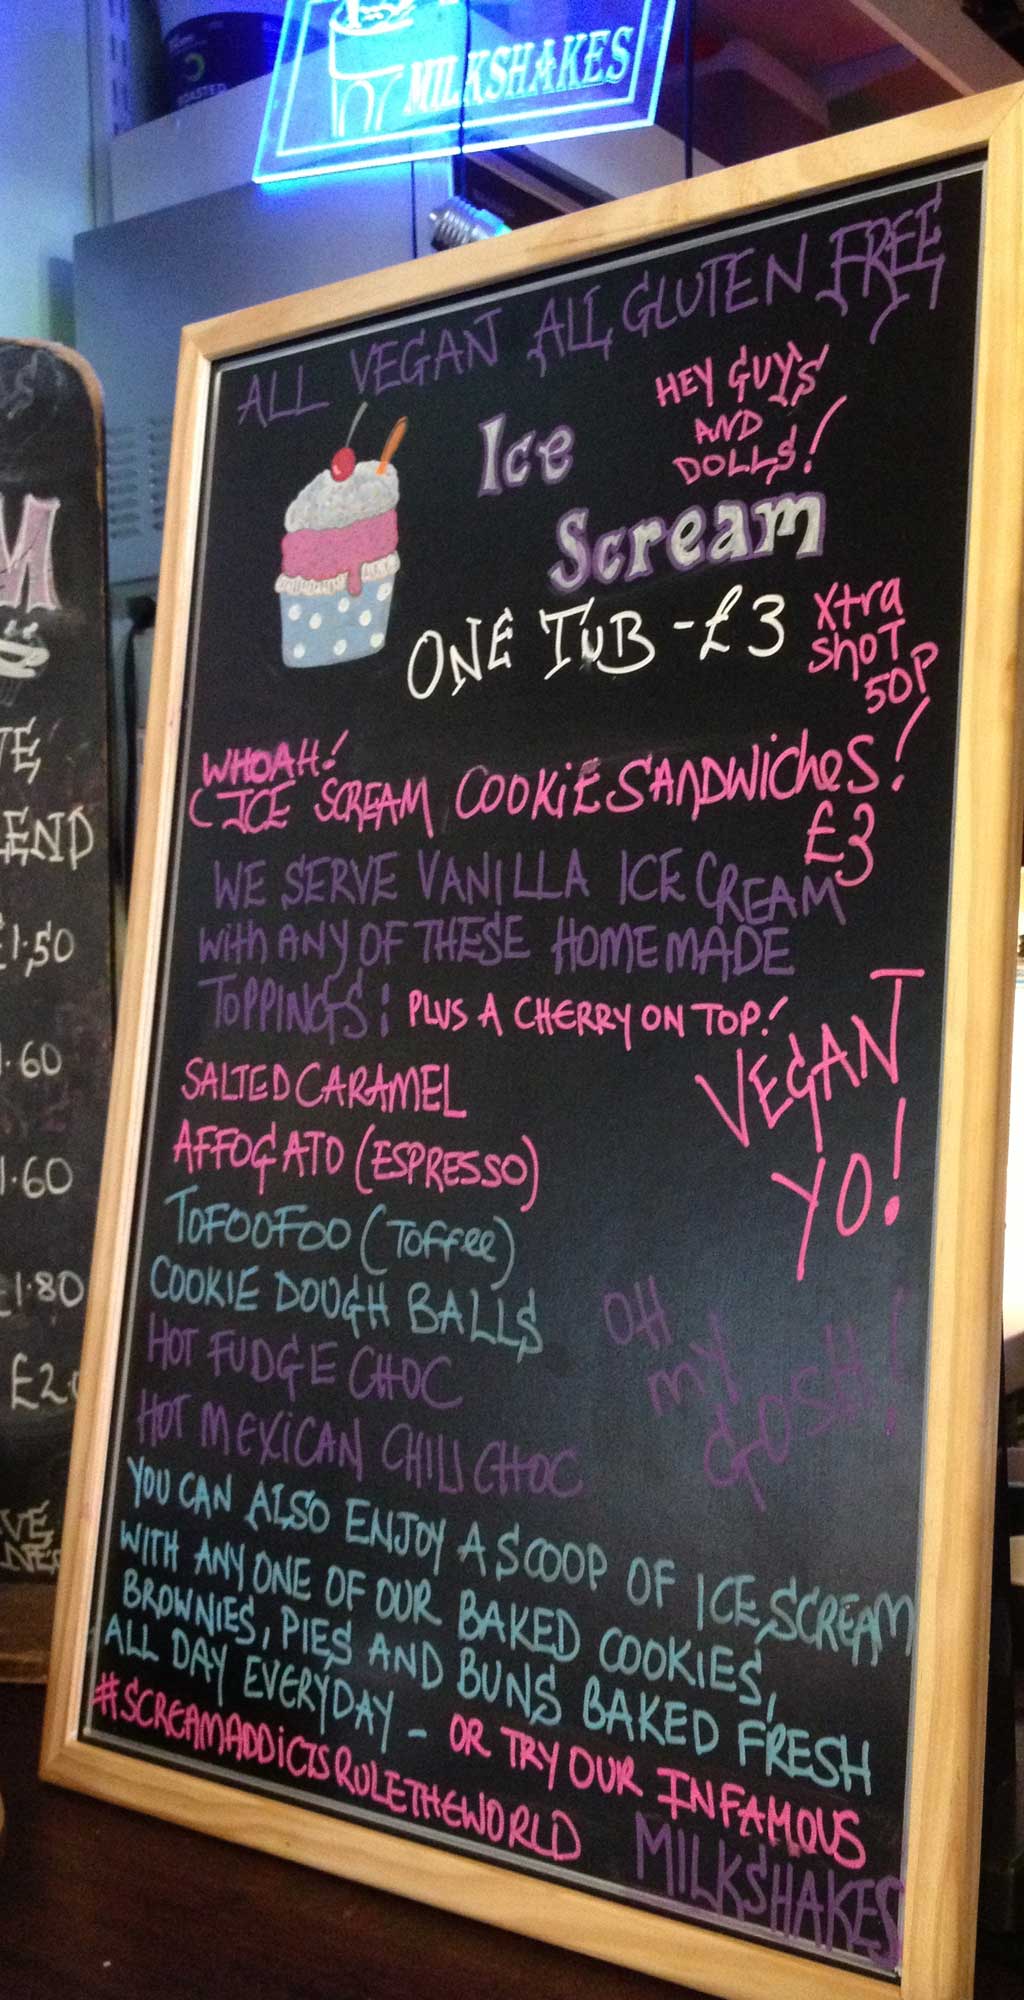 MILKSHAKES
ROASTED
ALL VEGAN ALL GLUTEN FREE
HEY GUYS
AND
DOLLS!
Ice
Scream
ONE TUB - £3
Xtra
shoT
50P
WHOAH!
ICE SCREAM COOKiE SANDWiches!
£3
WE SERVE VANILLA ICE CREAM
with ANY OF THESE HOMEMADE
TOPPINGS: PLUS A CHERRY ON TOP!
VEGAN
YO!
SALTED CARAMEL
AFFOGATO (ESPRESSO)
TOFOOFOO (Toffee)
COOKIE DOUGH BALLS
HOT FUDGE CHOC
HOT MEXiCAN CHILI CHOC
OH
MY
GOSH!
YOU CAN ALSO ENJOY A SCOOP OF ICE SCREAM
WITH ANY ONE OF OUR BAKED COOKIES,
BROWNIES, PIES AND BUNS BAKED FRESH
ALL DAY EVERYDAY - OR TRY OUR INFAMOUS
#SCREAMADDICTSRULETHEWORLD MILKSHAKES
M
END
£1.50
1.60
1.60
£1.80